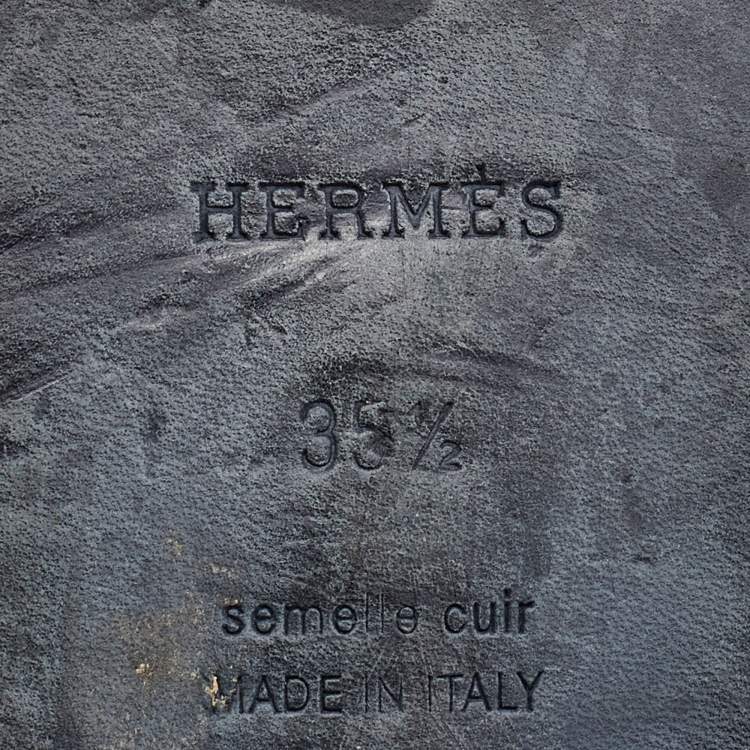 HERMÈS
35½
semelle cuir
MADE IN ITALY